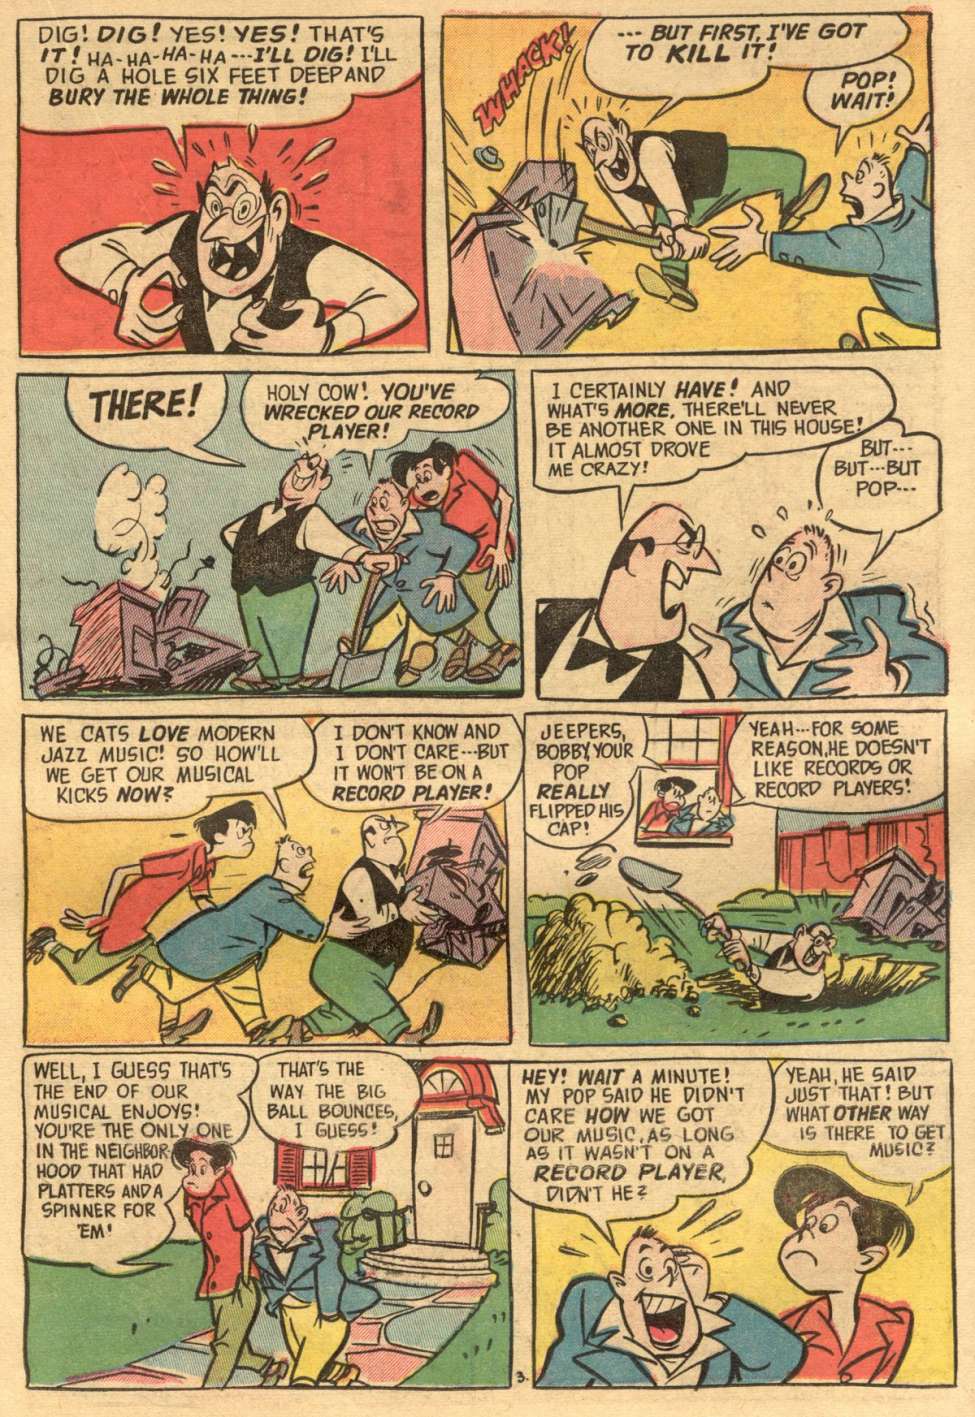 DIG! DIG! YES! YES! THAT'S
IT! HA-HA-HA-HA---I'LL DIG! I'LL
DIG A HOLE SIX FEET DEEP AND
BURY THE WHOLE THING!
--- BUT FIRST, I'VE GOT
TO KILL IT!
WHACK!
POP!
WAIT!
THERE!
HOLY COW! YOU'VE
WRECKED OUR RECORD
PLAYER!
I CERTAINLY HAVE! AND
WHAT'S MORE, THERE'LL NEVER
BE ANOTHER ONE IN THIS HOUSE!
IT ALMOST DROVE
ME CRAZY!
BUT---
BUT---BUT
POP---
WE CATS LOVE MODERN
JAZZ MUSIC! SO HOW'LL
WE GET OUR MUSICAL
KICKS NOW?
I DON'T KNOW AND
I DON'T CARE---BUT
IT WON'T BE ON A
RECORD PLAYER!
JEEPERS,
BOBBY, YOUR
POP
REALLY
FLIPPED HIS
CAP!
YEAH---FOR SOME
REASON, HE DOESN'T
LIKE RECORDS OR
RECORD PLAYERS!
WELL, I GUESS THAT'S
THE END OF OUR
MUSICAL ENJOYS!
YOU'RE THE ONLY ONE
IN THE NEIGHBOR-
HOOD THAT HAD
PLATTERS AND A
SPINNER FOR
'EM!
THAT'S THE
WAY THE BIG
BALL BOUNCES,
I GUESS!
HEY! WAIT A MINUTE!
MY POP SAID HE DIDN'T
CARE HOW WE GOT
OUR MUSIC, AS LONG
AS IT WASN'T ON A
RECORD PLAYER,
DIDN'T HE?
YEAH, HE SAID
JUST THAT! BUT
WHAT OTHER WAY
IS THERE TO GET
MUSIC?
3.